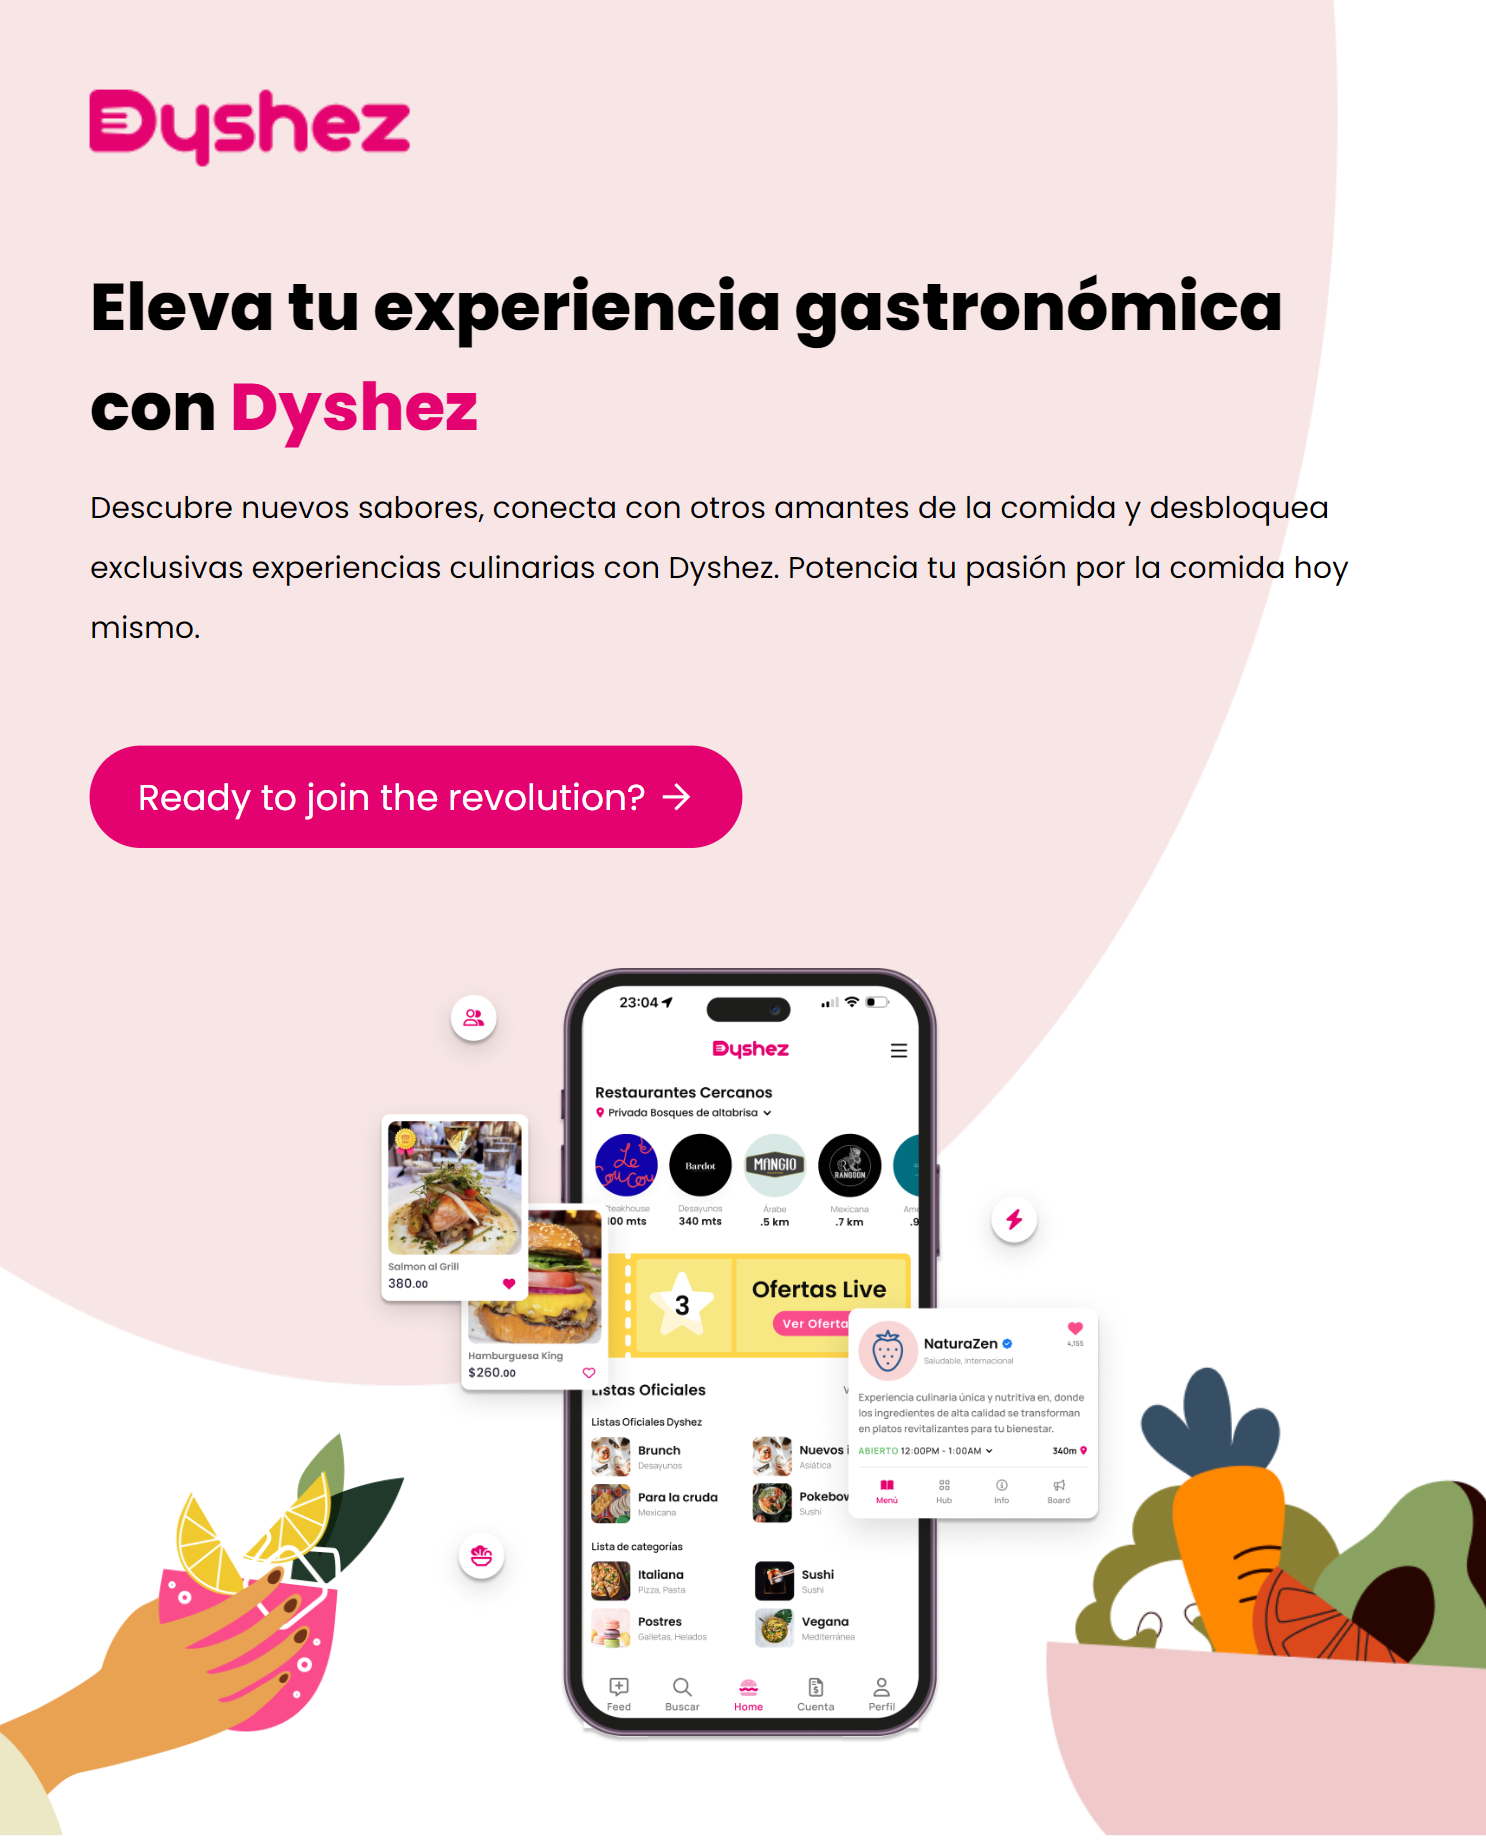 Dyshez
Eleva tu experiencia gastronómica
con Dyshez
Descubre nuevos sabores, conecta con otros amantes de la comida y desbloquea
exclusivas experiencias culinarias con Dyshez. Potencia tu pasión por la comida hoy
mismo.
Ready to join the revolution? →
23:04
Dyshez
Restaurantes Cercanos
Privada Bosques de altabrisa
Le Coucou
Bardot
MANGIO
RANGOON
Desayunos
Árabe
Mexicana
340 mts
.5 km
.7 km
Salmon al Grill
380.00
Hamburguesa King
$260.00
3
Ofertas Live
Ver Oferta
NaturaZen
4,155
Saludable, Internacional
Experiencia culinaria única y nutritiva en, donde
los ingredientes de alta calidad se transforman
en platos revitalizantes para tu bienestar.
ABIERTO 12:00PM - 1:00AM
340m
Menú
Hub
Info
Board
Listas Oficiales
Listas Oficiales Dyshez
Brunch
Desayunos
Nuevos
Asiática
Para la cruda
Mexicana
Pokebow
Sushi
Lista de categorías
Italiana
Pizza, Pasta
Sushi
Sushi
Postres
Galletas, Helados
Vegana
Mediterránea
Feed
Buscar
Home
Cuenta
Perfil